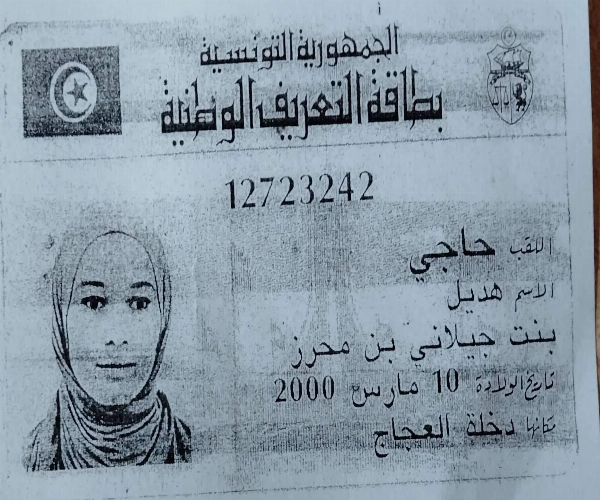 الجمهورية التونسية
بطاقة التعريف الوطنية
12723242
اللقب حاجي
الاسم هديل
بنت جيلاني بن محرز
تاريخ الولادة 10 مارس 2000
مكانها دخلة العجاج